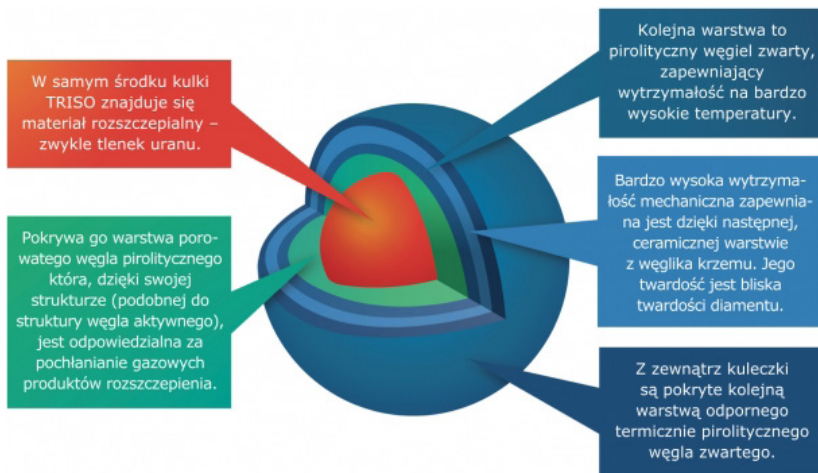 W samym środku kulki
TRISO znajduje się
materiał rozszczepialny –
zwykle tlenek uranu.
Pokrywa go warstwa poro-
watego węgla pirolitycznego
która, dzięki swojej
strukturze (podobnej do
struktury węgla aktywnego),
jest odpowiedzialna za
pochłanianie gazowych
produktów rozszczepienia.
Kolejna warstwa to
pirolityczny węgiel zwarty,
zapewniający
wytrzymałość na bardzo
wysokie temperatury.
Bardzo wysoka wytrzyma-
łość mechaniczna zapewnia-
na jest dzięki następnej,
ceramicznej warstwie
z węglika krzemu. Jego
twardość jest bliska
twardości diamentu.
Z zewnątrz kuleczki
są pokryte kolejną
warstwą odpornego
termicznie pirolitycznego
węgla zwartego.